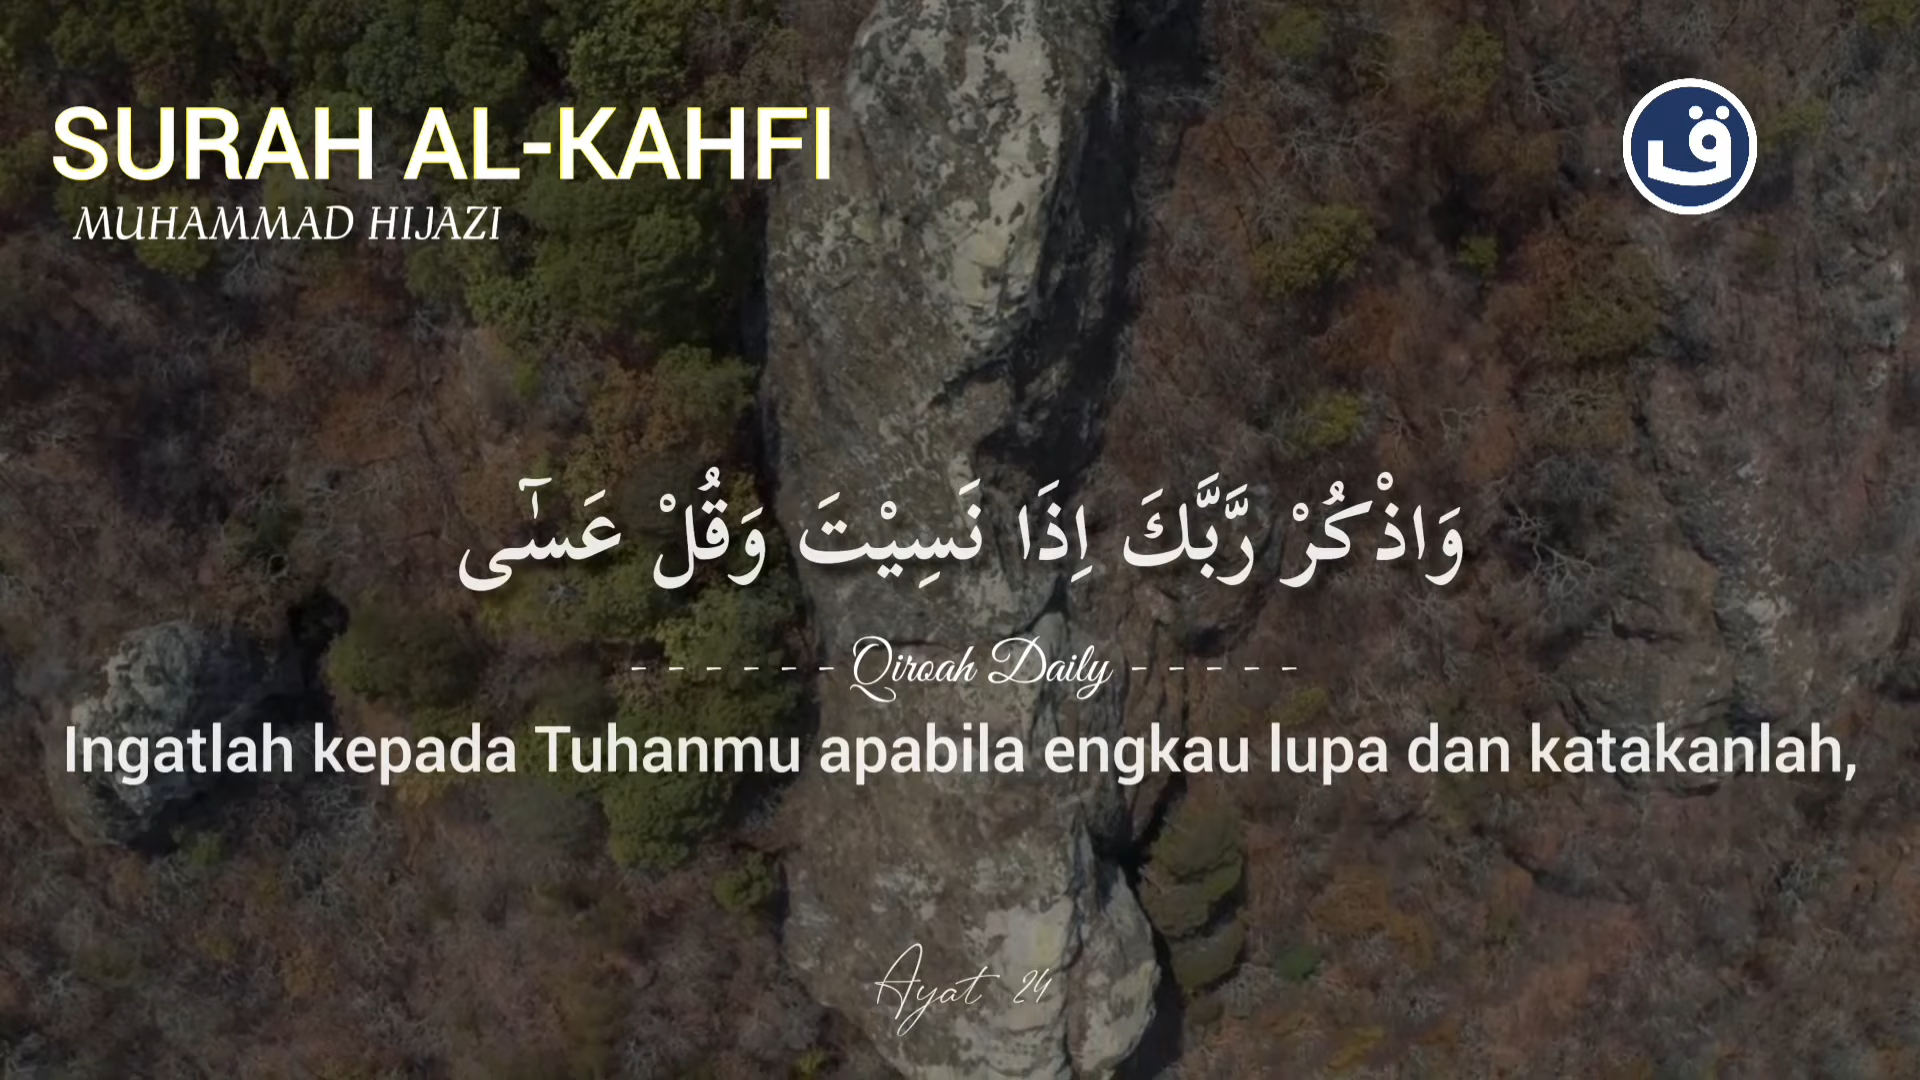 SURAH AL-KAHFI
MUHAMMAD HIJAZI
ق
وَاذْكُرْ رَّبَّكَ اِذَا نَسِيْتَ وَقُلْ عَسٰٓى
- - - - - - Qiroah Daily - - - - -
Ingatlah kepada Tuhanmu apabila engkau lupa dan katakanlah,
Ayat 24